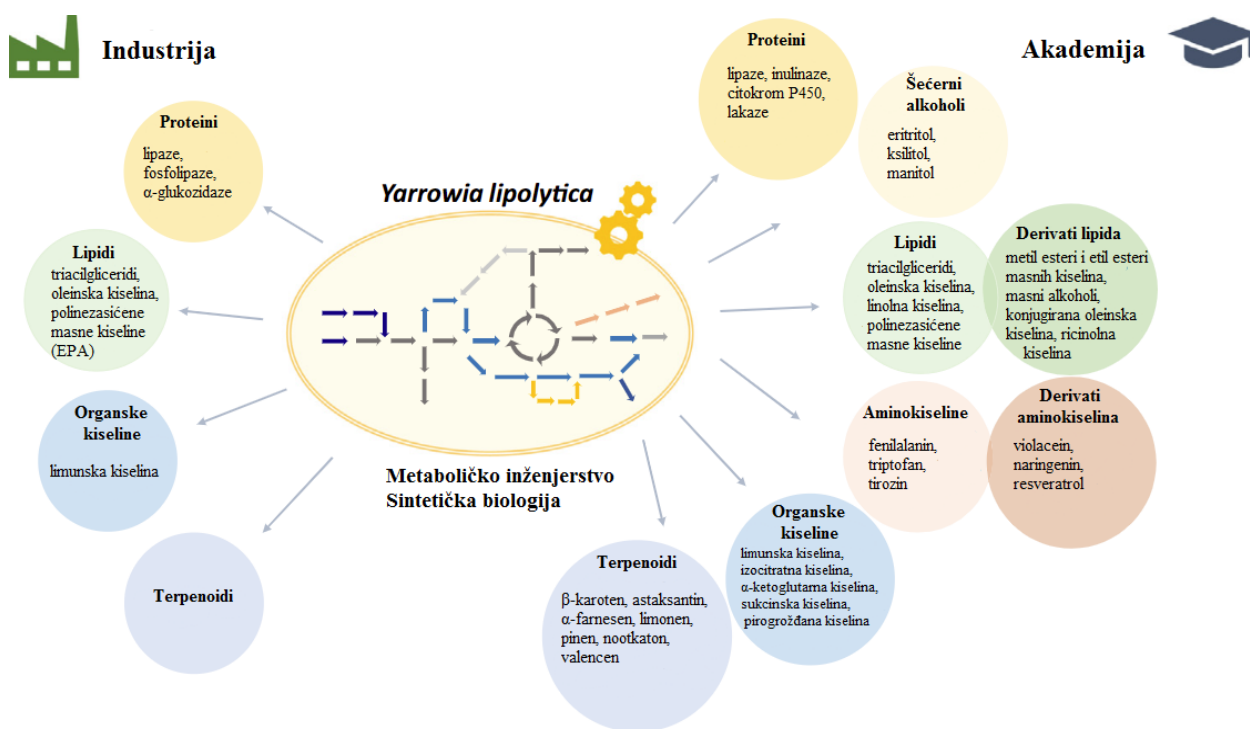 Industrija
Akademija
Proteini
lipaze,
fosfolipaze,
α-glukozidaze
Lipidi
triacilgliceridi,
oleinska kiselina,
polinezasićene
masne kiseline
(EPA)
Organske
kiseline
limunska kiselina
Terpenoidi
Yarrowia lipolytica
Metaboličko inženjerstvo
Sintetička biologija
Proteini
lipaze, inulinaze,
citokrom P450,
lakaze
Šećerni
alkoholi
eritritol,
ksilitol,
manitol
Lipidi
triacilgliceridi,
oleinska kiselina,
linolna kiselina,
polinezasićene
masne kiseline
Derivati lipida
metil esteri i etil esteri
masnih kiselina,
masni alkoholi,
konjugirana oleinska
kiselina, ricinolna
kiselina
Aminokiseline
fenilalanin,
triptofan,
tirozin
Derivati
aminokiselina
violacein,
naringenin,
resveratrol
Organske
kiseline
limunska kiselina,
izocitratna kiselina,
α-ketoglutarna kiselina,
sukcinska kiselina,
pirogrožđana kiselina
Terpenoidi
β-karoten, astaksantin,
α-farnesen, limonen,
pinen, nootkaton,
valencen